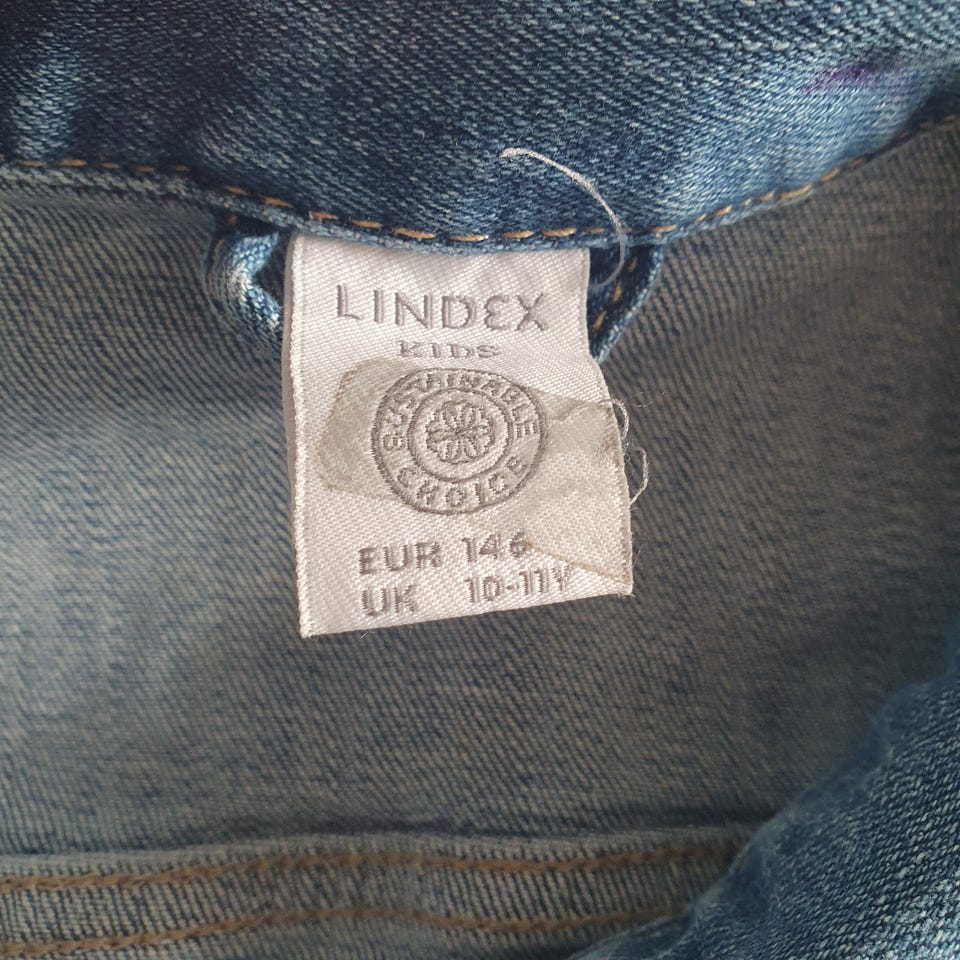 LINDEX
KIDS
SUSTAINABLE
CHOICE
EUR 146
UK 10-11Y